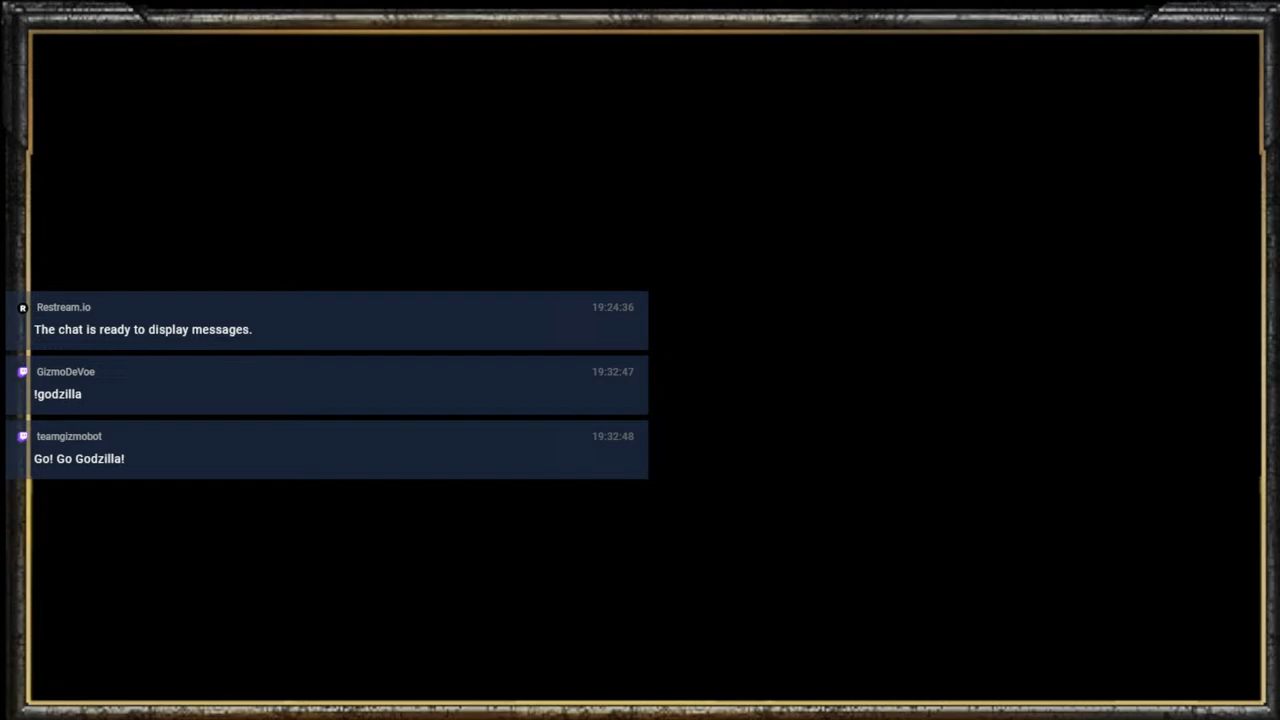 Restream.io 19:24:36
The chat is ready to display messages.
GizmoDeVoe 19:32:47
!godzilla
teamgizmobot 19:32:48
Go! Go Godzilla!